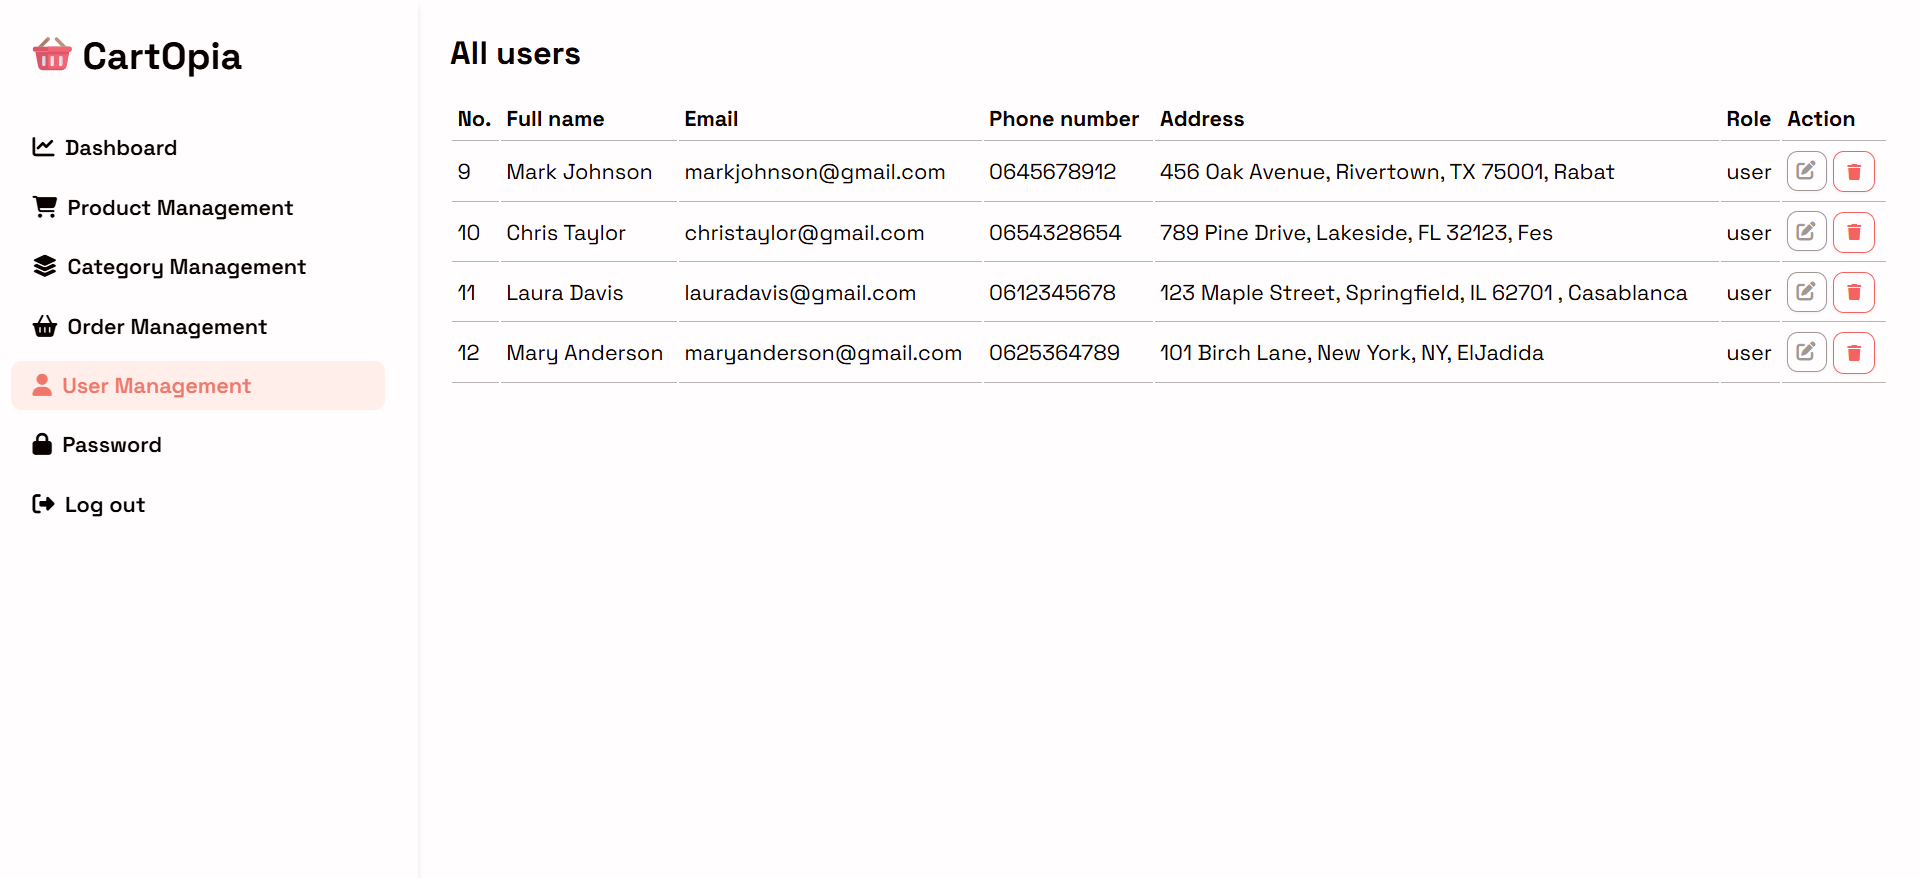 CartOpia
Dashboard
Product Management
Category Management
Order Management
User Management
Password
Log out
All users
No. Full name Email Phone number Address Role Action
9 Mark Johnson markjohnson@gmail.com 0645678912 456 Oak Avenue, Rivertown, TX 75001, Rabat user
10 Chris Taylor christaylor@gmail.com 0654328654 789 Pine Drive, Lakeside, FL 32123, Fes user
11 Laura Davis lauradavis@gmail.com 0612345678 123 Maple Street, Springfield, IL 62701 , Casablanca user
12 Mary Anderson maryanderson@gmail.com 0625364789 101 Birch Lane, New York, NY, ElJadida user